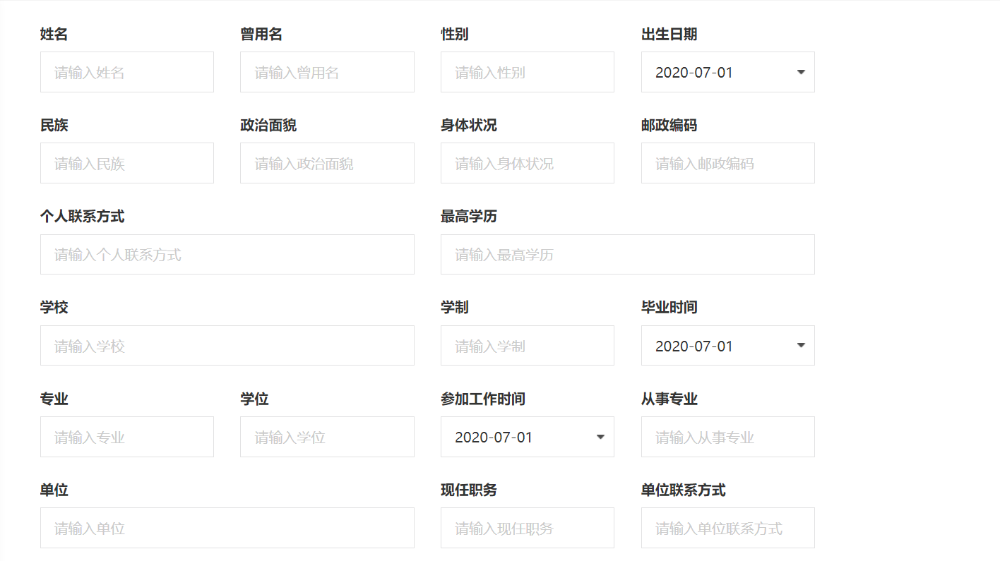 姓名 曾用名 性别 出生日期
请输入姓名 请输入曾用名 请输入性别 2020-07-01
民族 政治面貌 身体状况 邮政编码
请输入民族 请输入政治面貌 请输入身体状况 请输入邮政编码
个人联系方式 最高学历
请输入个人联系方式 请输入最高学历
学校 学制 毕业时间
请输入学校 请输入学制 2020-07-01
专业 学位 参加工作时间 从事专业
请输入专业 请输入学位 2020-07-01 请输入从事专业
单位 现任职务 单位联系方式
请输入单位 请输入现任职务 请输入单位联系方式